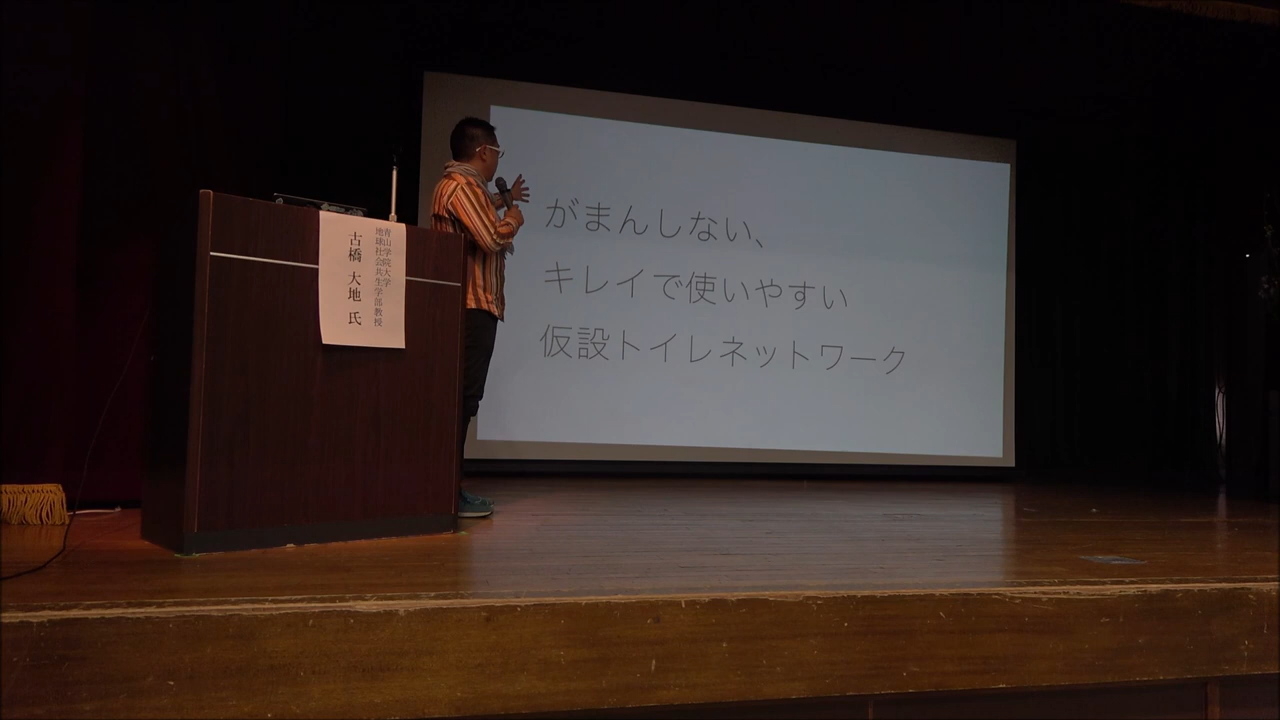 青山学院大学
地球社会共生学部教授
古橋 大地 氏
がまんしない、
キレイで使いやすい
仮設トイレネットワーク